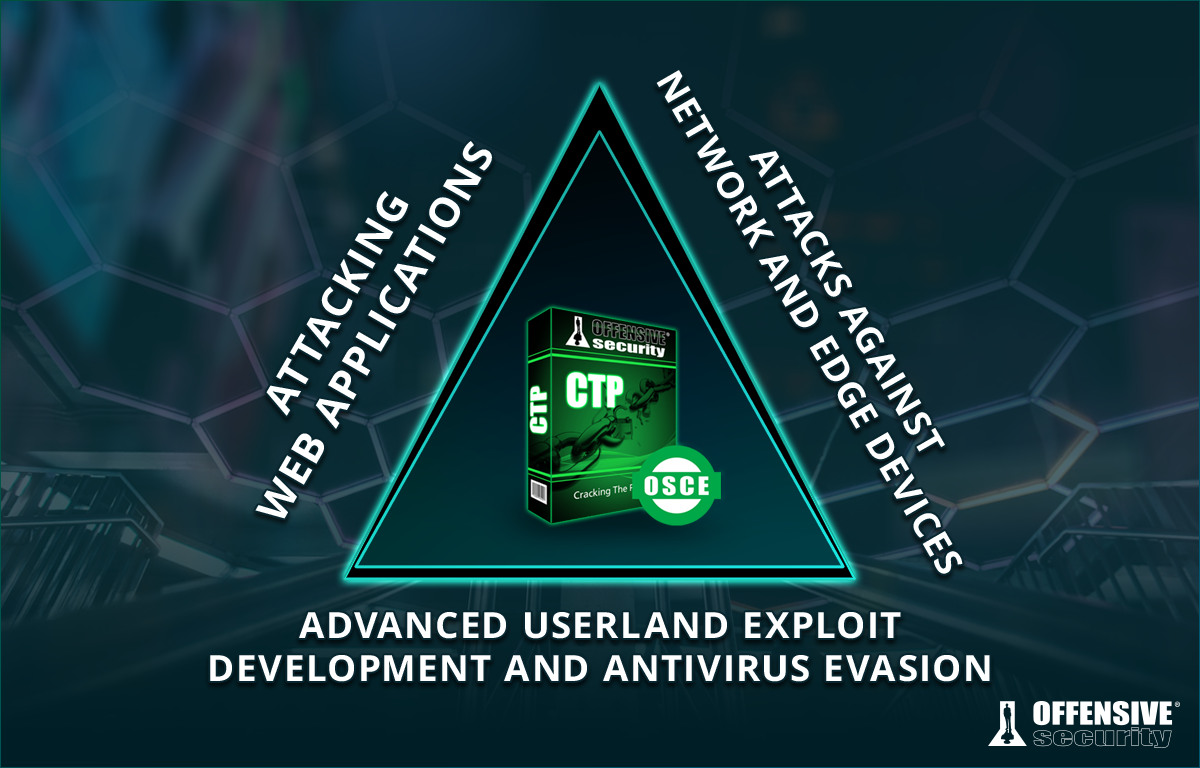 ATTACKING
WEB APPLICATIONS
ATTACKS AGAINST
NETWORK AND EDGE DEVICES
OFFENSIVE®
security
CTP
CTP
Cracking The
OSCE
ADVANCED USERLAND EXPLOIT
DEVELOPMENT AND ANTIVIRUS EVASION
OFFENSIVE®
security